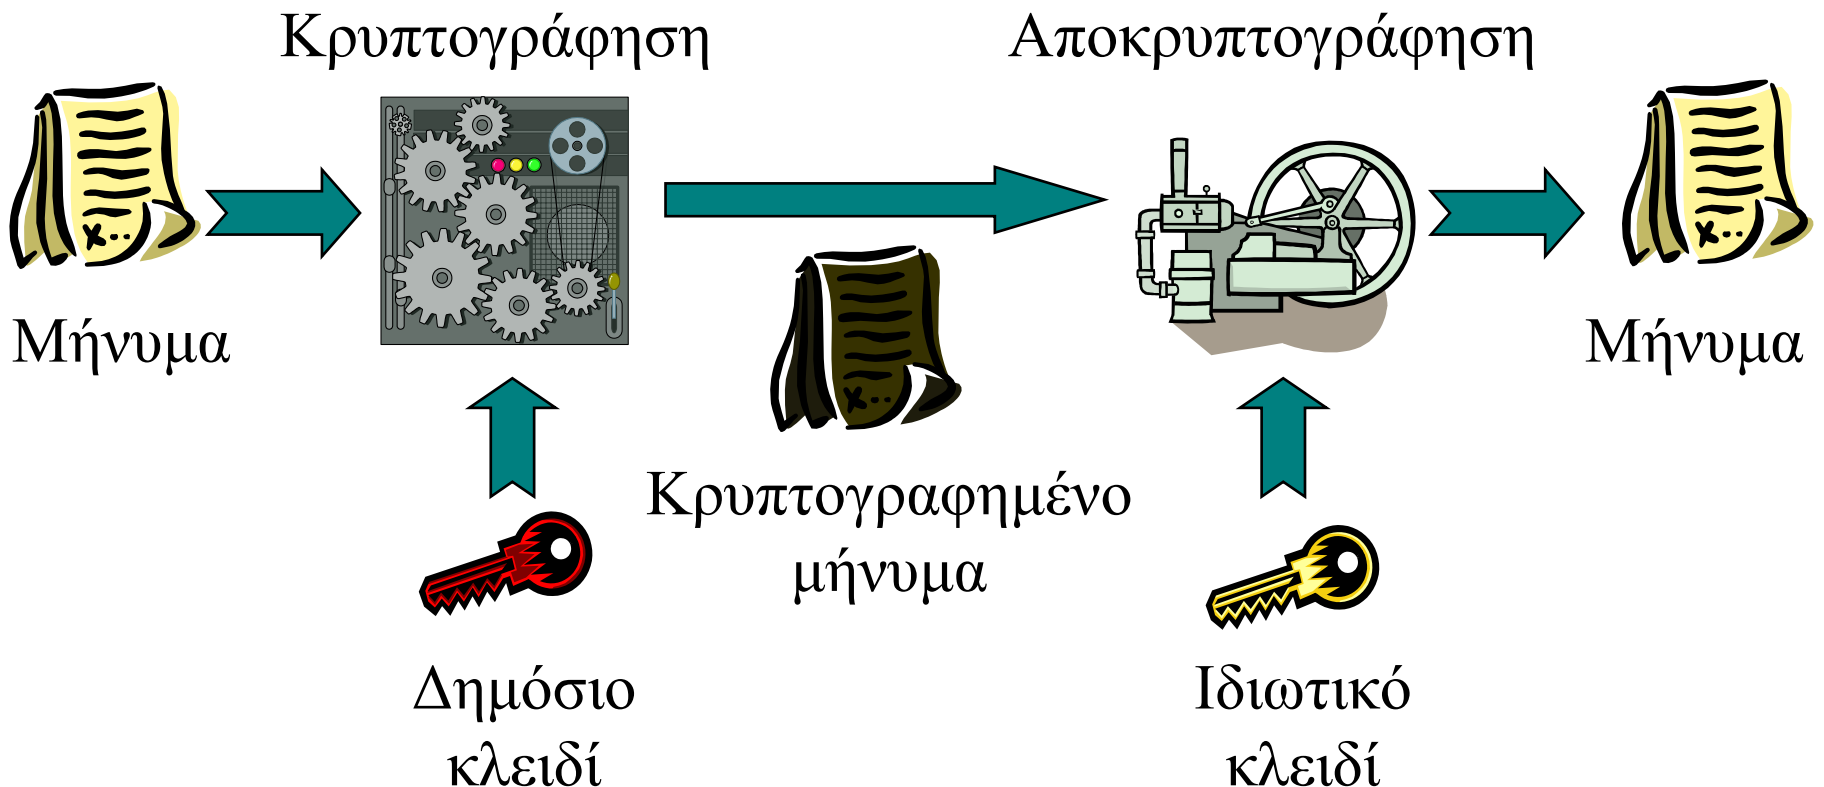 Κρυπτογράφηση
Αποκρυπτογράφηση
Μήνυμα
Κρυπτογραφημένο
μήνυμα
Μήνυμα
Δημόσιο
κλειδί
Ιδιωτικό
κλειδί